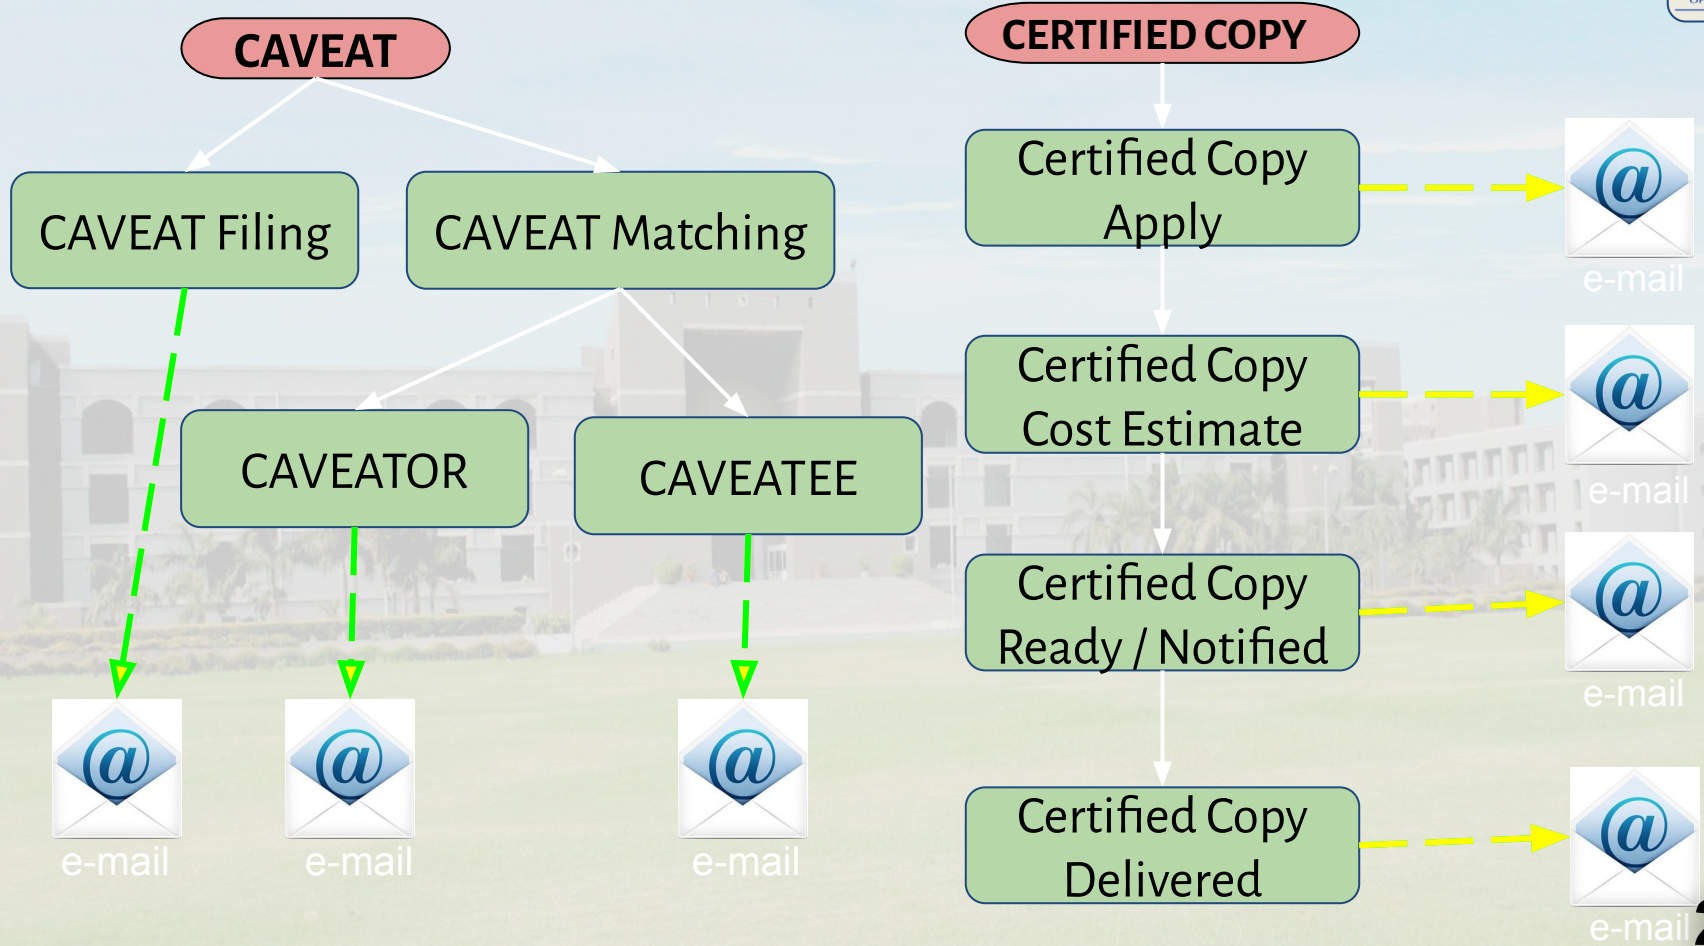 CAVEAT
CAVEAT Filing
CAVEAT Matching
CAVEATOR
CAVEATEE
e-mail
e-mail
e-mail
CERTIFIED COPY
Certified Copy
Apply
e-mail
Certified Copy
Cost Estimate
e-mail
Certified Copy
Ready / Notified
e-mail
Certified Copy
Delivered
e-mail